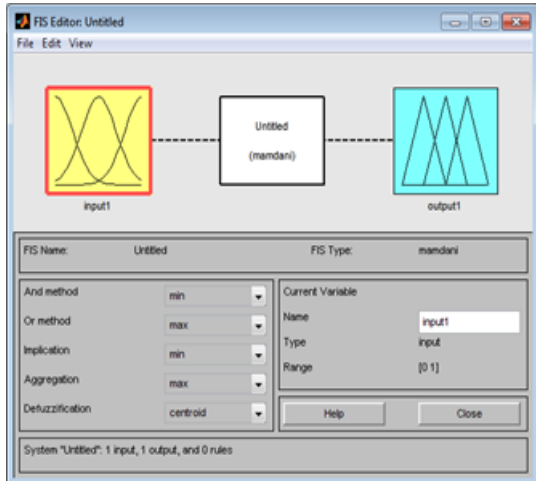 FIS Editor: Untitled
File Edit View
Untitled
(mamdani)
input1
output1
FIS Name: Untitled FIS Type: mamdani
And method min
Or method max
Implication min
Aggregation max
Defuzzification centroid
Current Variable
Name input1
Type input
Range [0 1]
Help Close
System "Untitled": 1 input, 1 output, and 0 rules